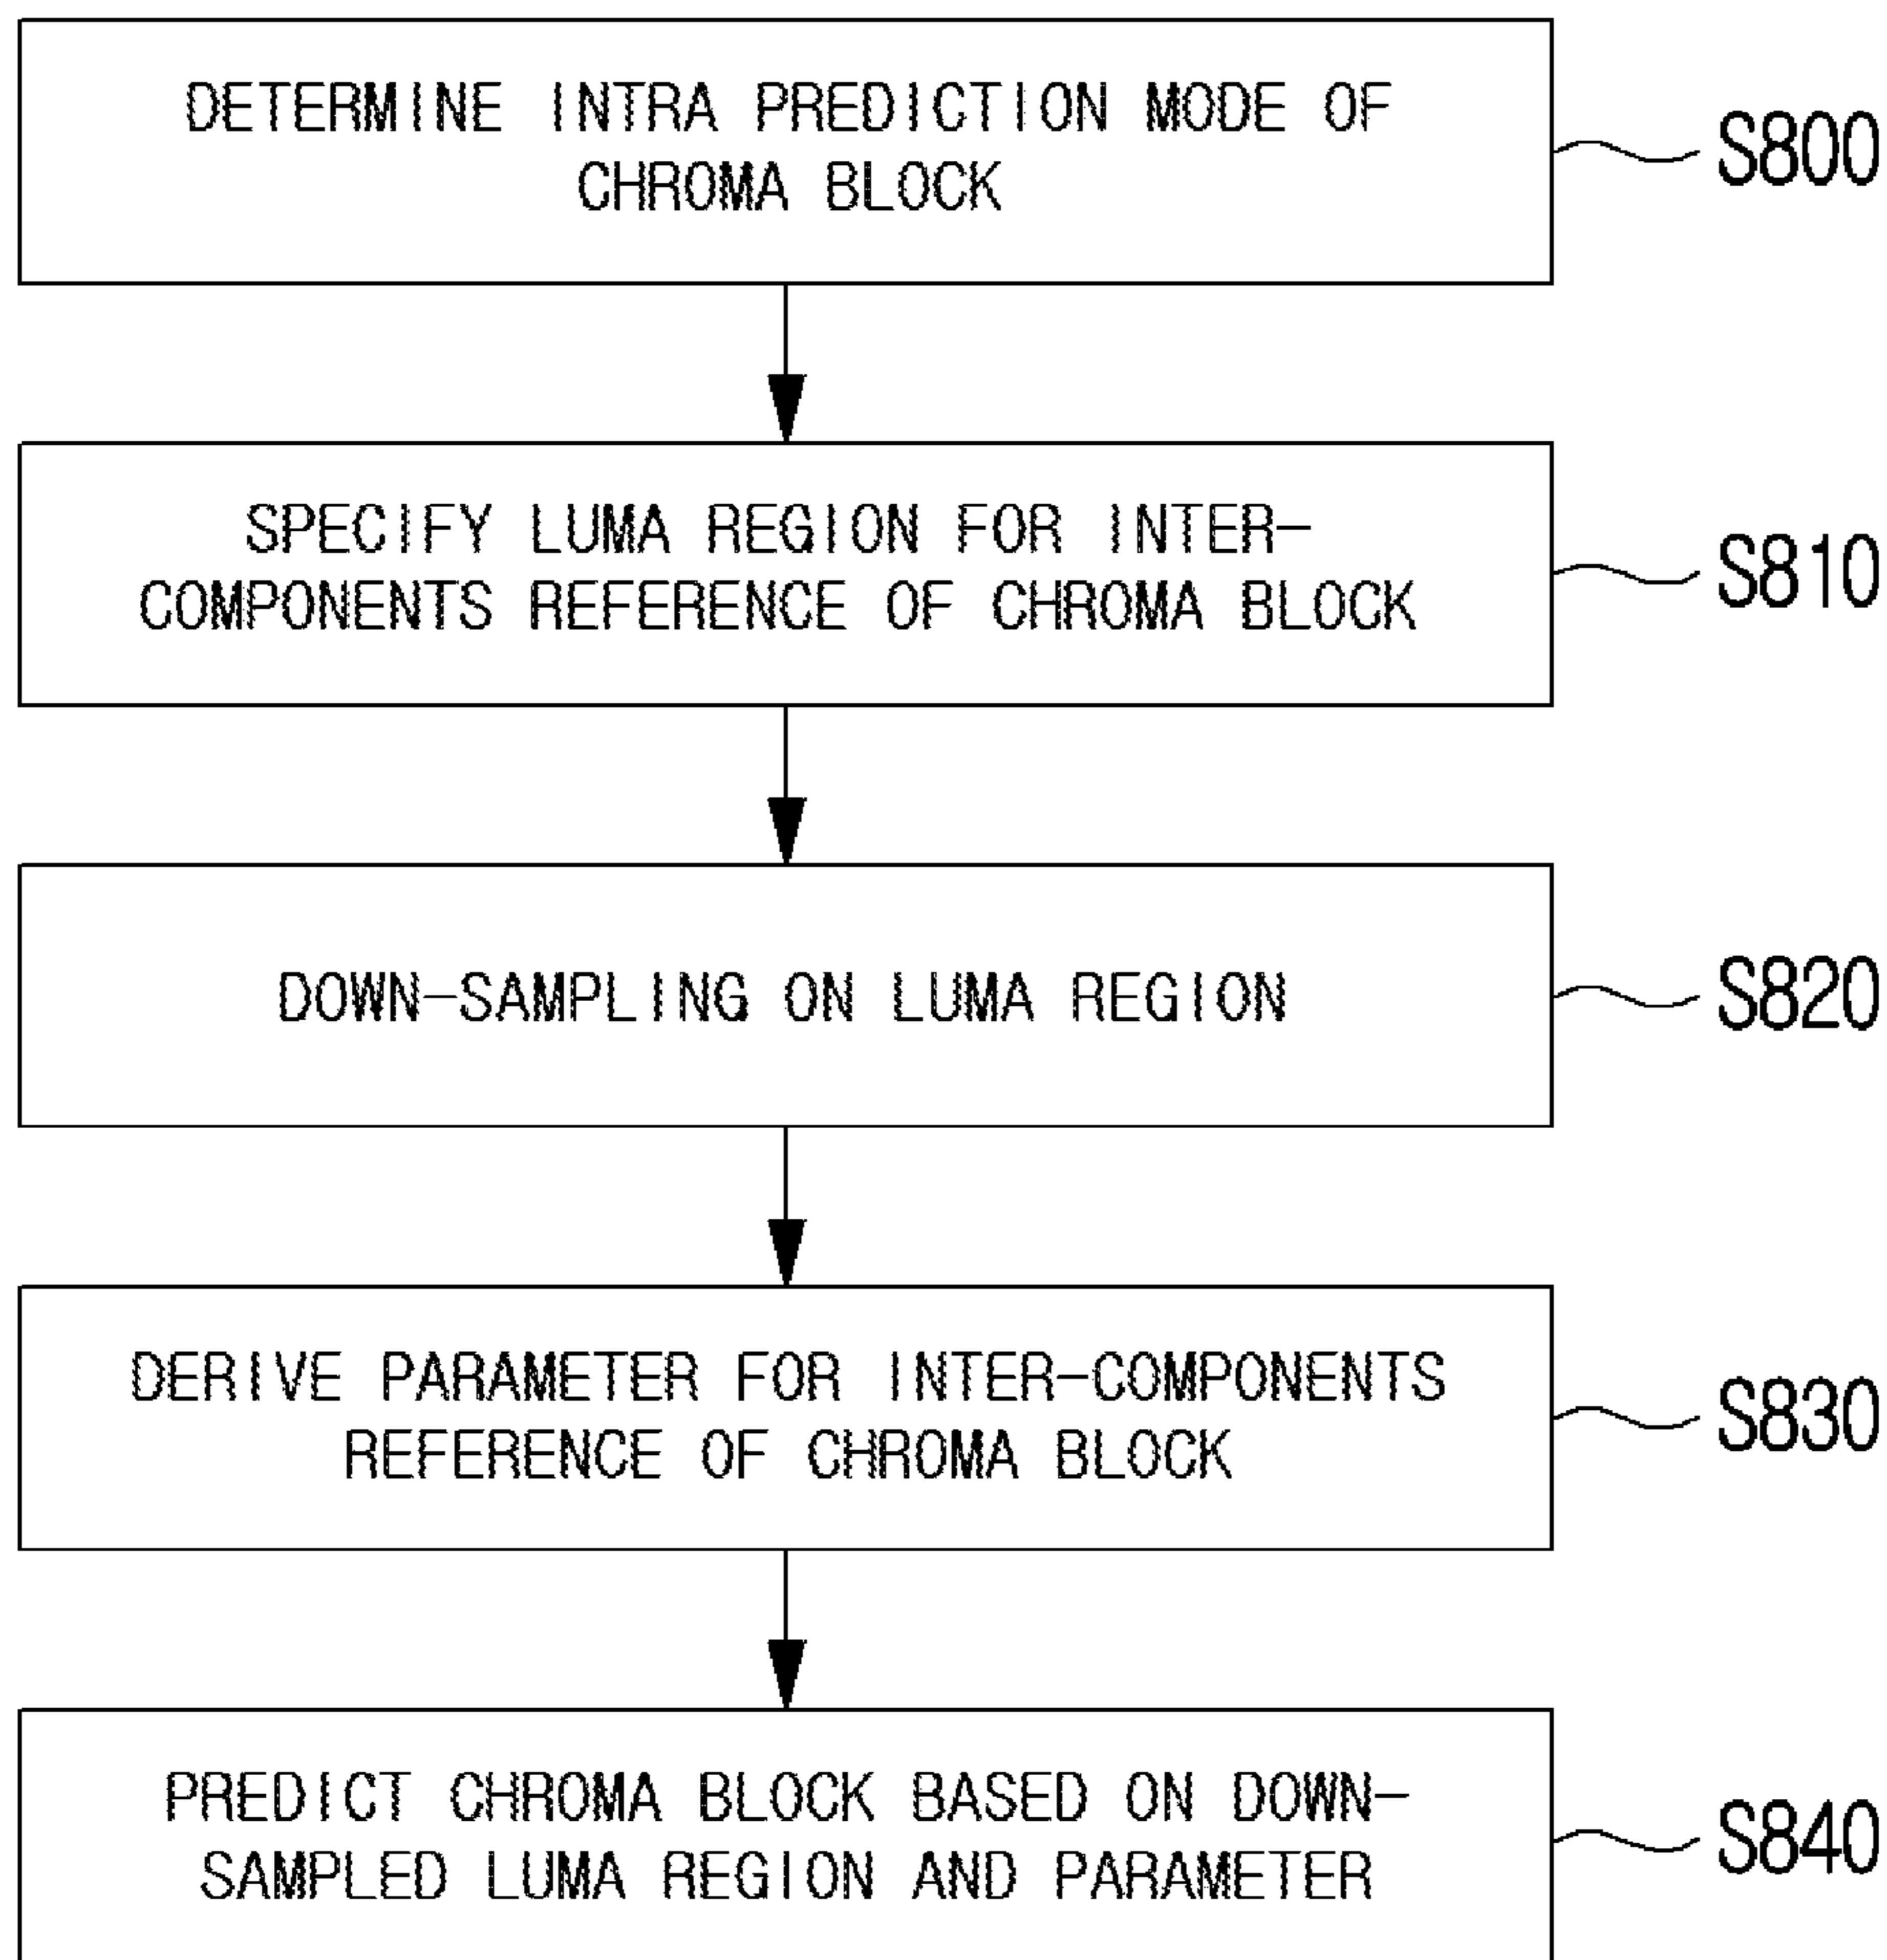 DETERMINE INTRA PREDICTION MODE OF
CHROMA BLOCK
S800
SPECIFY LUMA REGION FOR INTER-
COMPONENTS REFERENCE OF CHROMA BLOCK
S810
DOWN-SAMPLING ON LUMA REGION
S820
DERIVE PARAMETER FOR INTER-COMPONENTS
REFERENCE OF CHROMA BLOCK
S830
PREDICT CHROMA BLOCK BASED ON DOWN-
SAMPLED LUMA REGION AND PARAMETER
S840